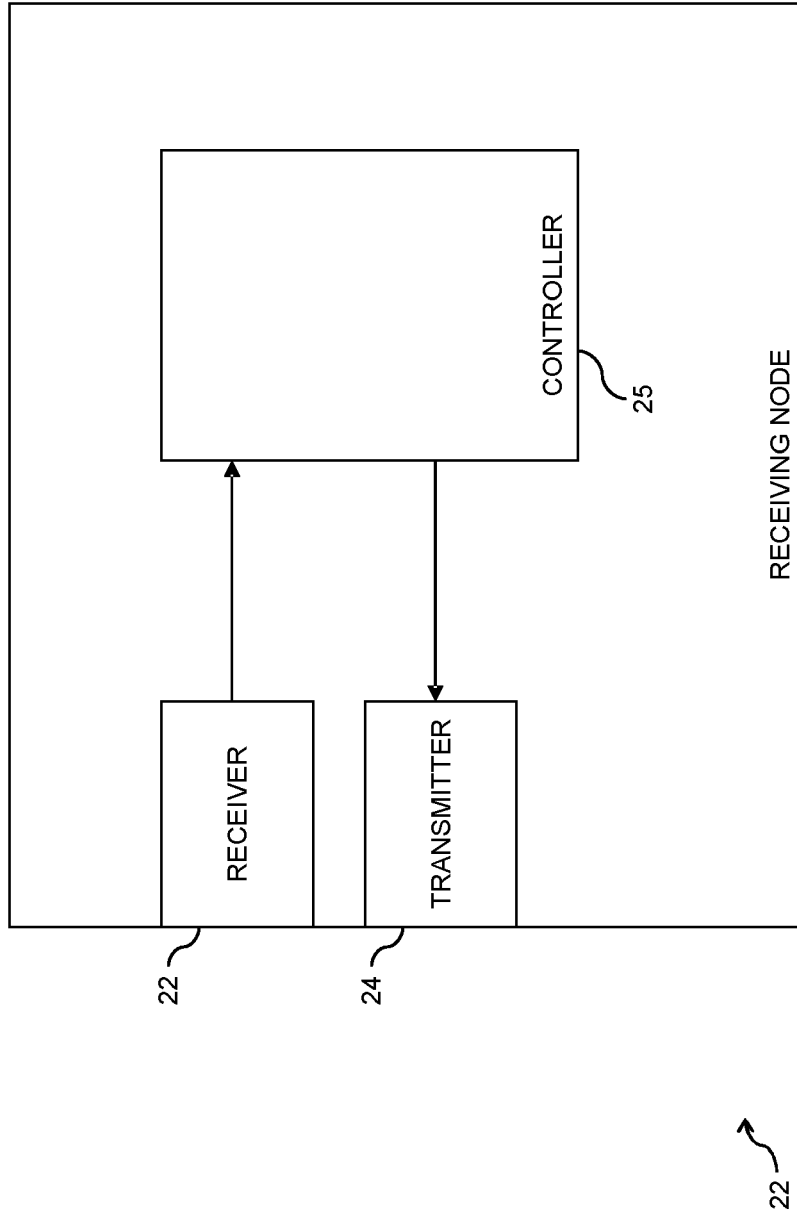 22
RECEIVER
24
TRANSMITTER
CONTROLLER
25
RECEIVING NODE
22